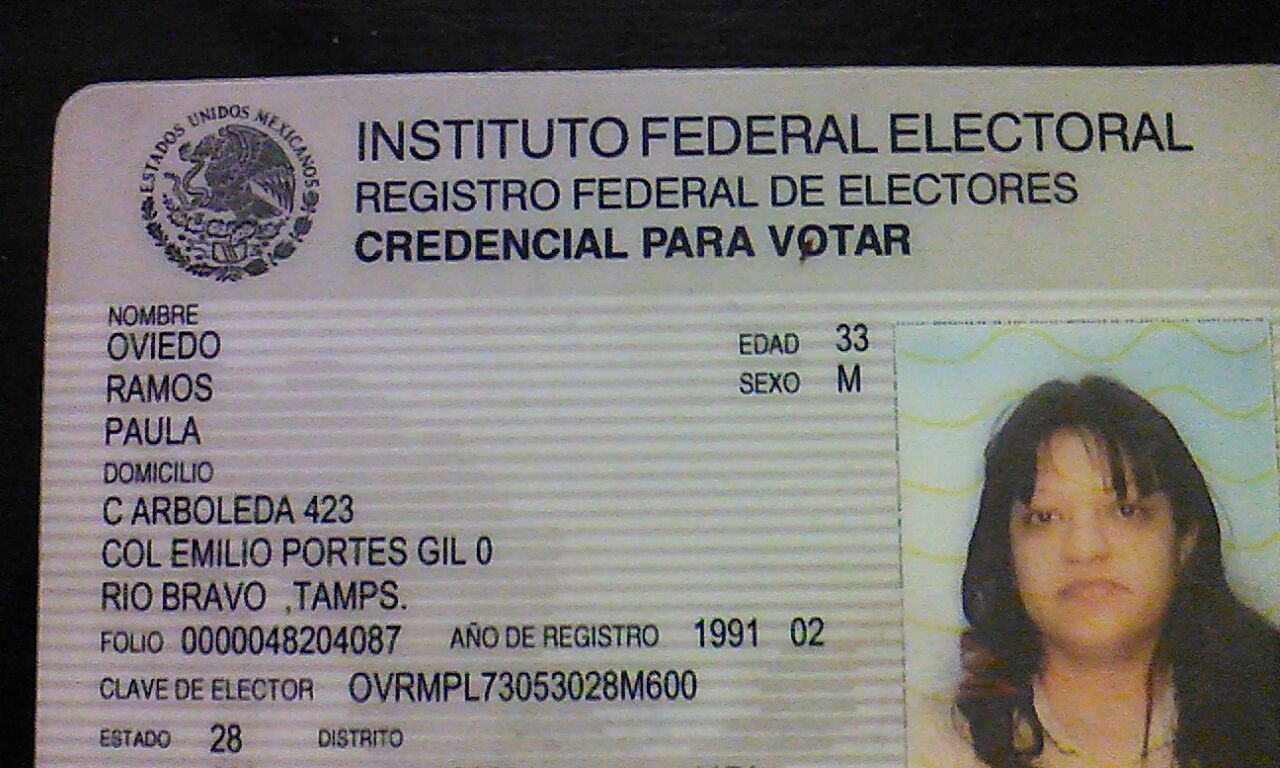 ESTADOS UNIDOS MEXICANOS
INSTITUTO FEDERAL ELECTORAL
REGISTRO FEDERAL DE ELECTORES
CREDENCIAL PARA VOTAR
NOMBRE
OVIEDO EDAD 33
RAMOS SEXO M
PAULA
DOMICILIO
C ARBOLEDA 423
COL EMILIO PORTES GIL 0
RIO BRAVO ,TAMPS.
FOLIO 0000048204087 AÑO DE REGISTRO 1991 02
CLAVE DE ELECTOR OVRMPL73053028M600
ESTADO 28 DISTRITO